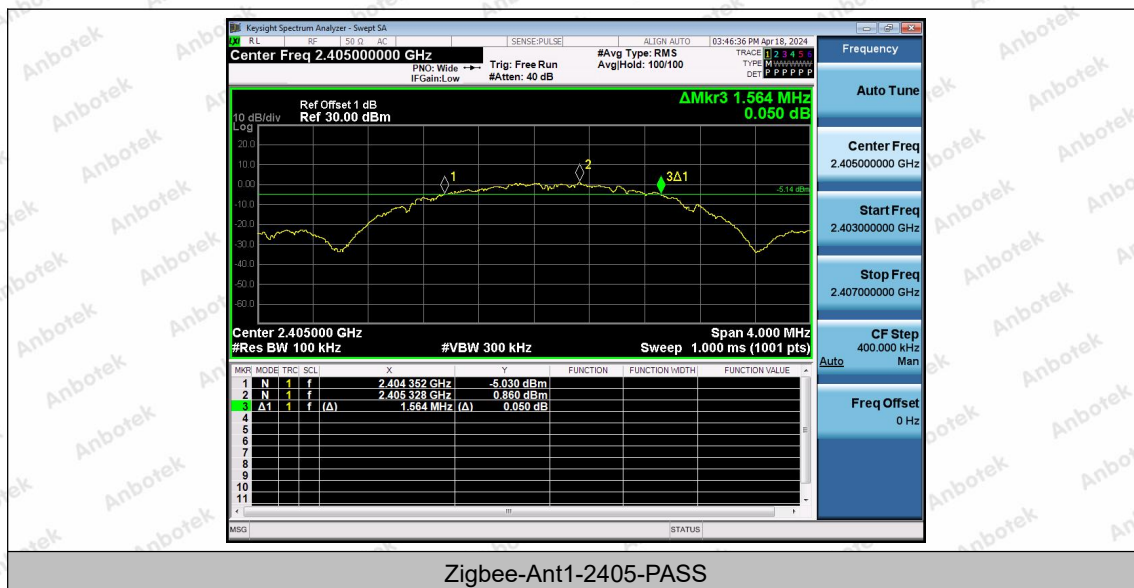 Keysight Spectrum Analyzer - Swept SA
RL RF 50 Ω AC SENSE:PULSE ALIGN AUTO 03:46:36 PM Apr 18, 2024
Center Freq 2.405000000 GHz
PNO: Wide
IFGain:Low
Trig: Free Run
#Atten: 40 dB
#Avg Type: RMS
Avg|Hold: 100/100
TRACE 1 2 3 4 5 6
TYPE M W W W W W
DET P P P P P P
10 dB/div
Log
Ref Offset 1 dB
Ref 30.00 dBm
ΔMkr3 1.564 MHz
0.050 dB
20.0
10.0
0.00
-10.0
-20.0
-30.0
-40.0
-50.0
-60.0
1
2
3Δ1
-5.14 dBm
Center 2.405000 GHz
Span 4.000 MHz
#Res BW 100 kHz
#VBW 300 kHz
Sweep 1.000 ms (1001 pts)
MKR MODE TRC SCL X Y FUNCTION FUNCTION WIDTH FUNCTION VALUE
1 N 1 f 2.404 352 GHz -5.030 dBm
2 N 1 f 2.405 328 GHz 0.860 dBm
3 Δ1 1 f (Δ) 1.564 MHz (Δ) 0.050 dB
4
5
6
7
8
9
10
11
MSG
STATUS
Frequency
Auto Tune
Center Freq
2.405000000 GHz
Start Freq
2.403000000 GHz
Stop Freq
2.407000000 GHz
CF Step
400.000 kHz
Auto Man
Freq Offset
0 Hz
Zigbee-Ant1-2405-PASS
Anbotek